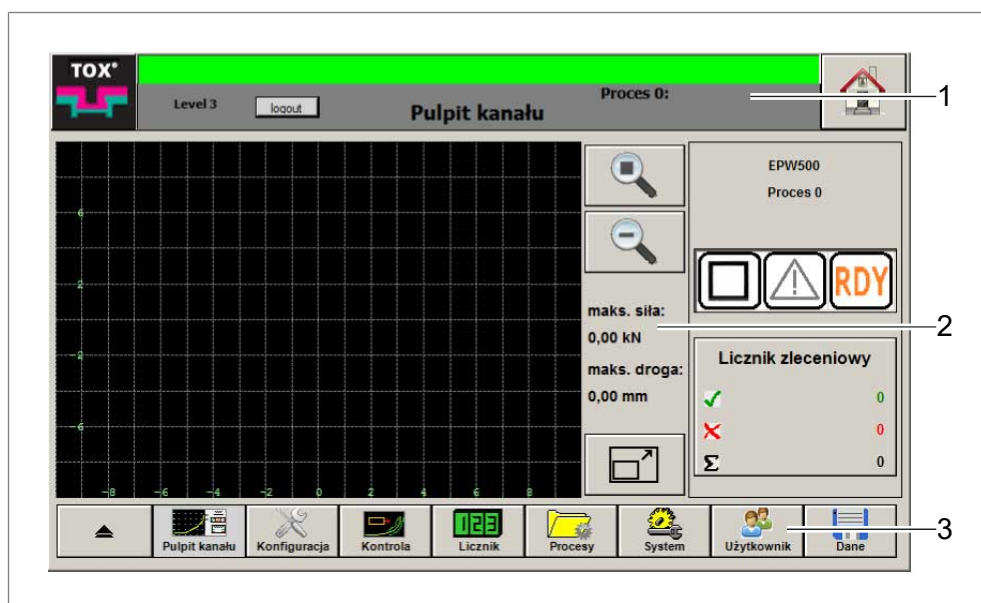 TOX®
Level 3
logout
Proces 0:
Pulpit kanału
1
EPW500
Proces 0
RDY
6
2
-2
-6
-8 -6 -4 -2 0 2 4 6 8
maks. siła:
0,00 kN
maks. droga:
0,00 mm
2
Licznik zleceniowy
0
0
Σ 0
Pulpit kanału
Konfiguracja
Kontrola
123
Licznik
Procesy
System
Użytkownik
Dane
3